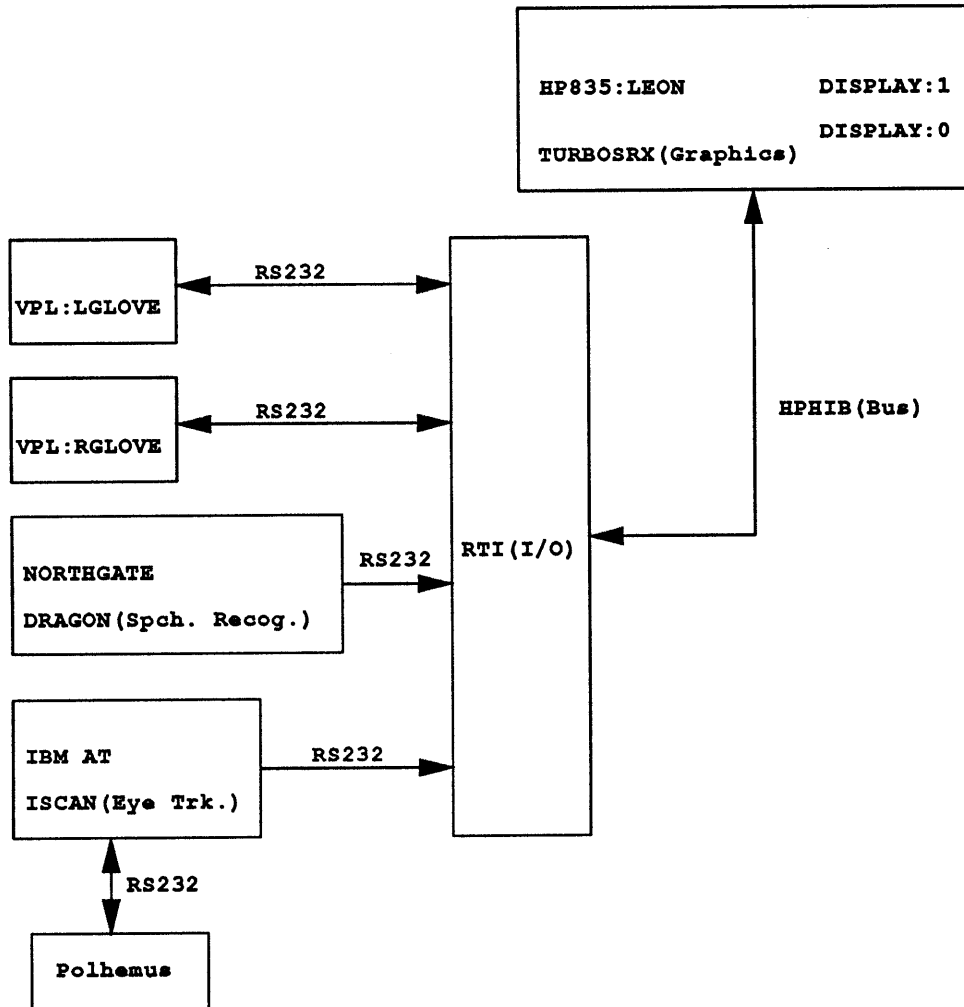 HP835:LEON DISPLAY:1
DISPLAY:0
TURBOSRX(Graphics)
RS232
VPL:LGLOVE
RS232
VPL:RGLOVE
HPHIB(Bus)
RTI(I/O)
RS232
NORTHGATE
DRAGON(Spch. Recog.)
RS232
IBM AT
ISCAN(Eye Trk.)
RS232
Polhemus